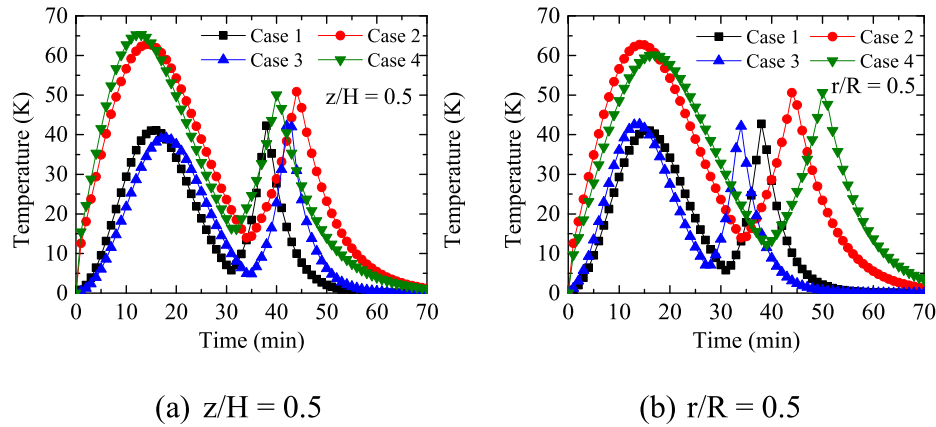 Temperature (K)
70
60
50
40
30
20
10
0
Case 1
Case 2
Case 3
Case 4
z/H = 0.5
0 10 20 30 40 50 60 70
Time (min)
Temperature (K)
70
60
50
40
30
20
10
0
Case 1
Case 2
Case 3
Case 4
r/R = 0.5
0 10 20 30 40 50 60 70
Time (min)
Temperature (K)
(a) z/H = 0.5
(b) r/R = 0.5